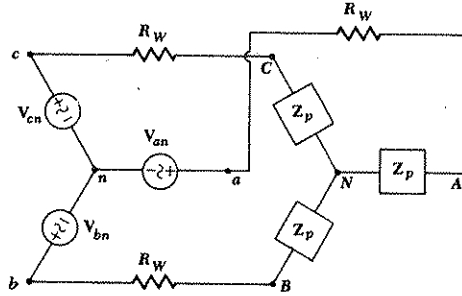 R_W
R_W
c
C
V_cn
+ ~ −
Z_p
V_an
n
− ~ +
a
N
Z_p
A
V_bn
+ ~ −
Z_p
R_W
b
B